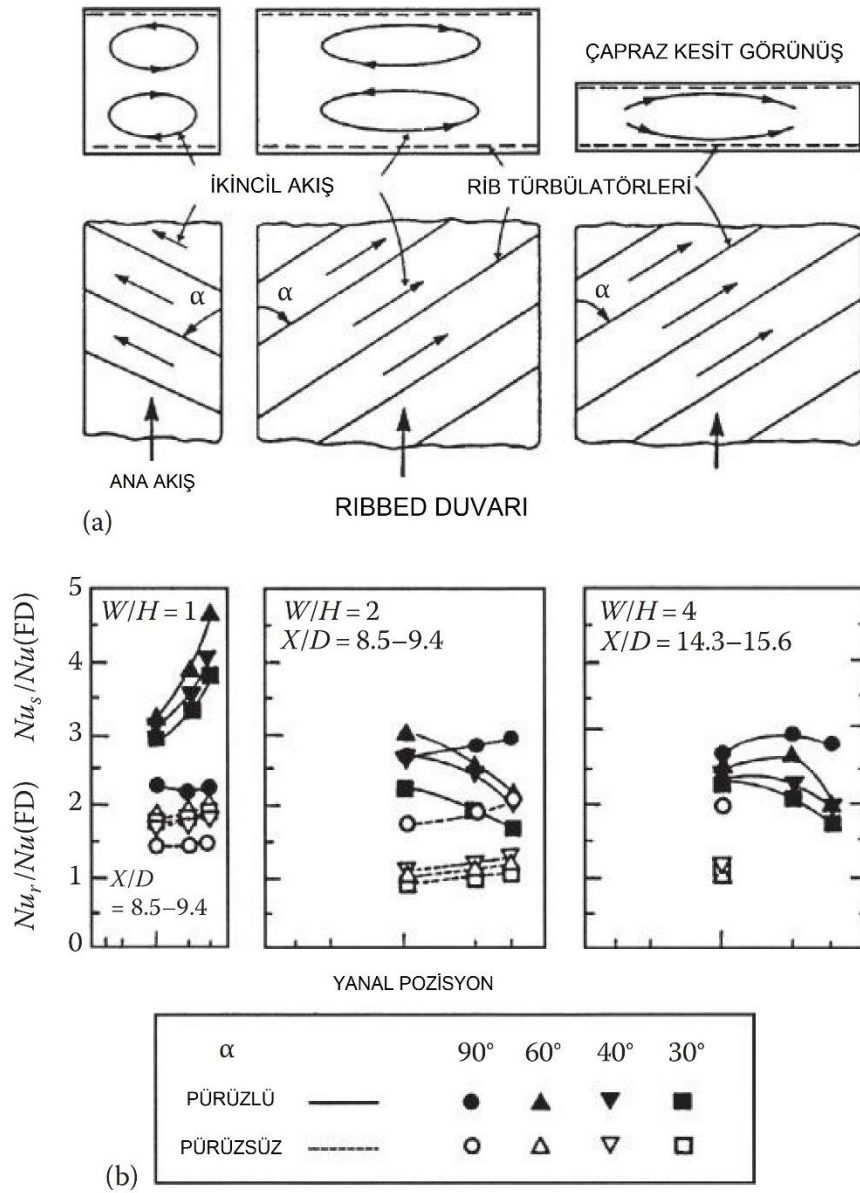 ÇAPRAZ KESİT GÖRÜNÜŞ
İKİNCİL AKIŞ
RİB TÜRBÜLATÖRLERİ
α
α
α
ANA AKIŞ
RIBBED DUVARI
(a)
Nu_s/Nu(FD)
Nu_r/Nu(FD)
5
4
3
2
1
0
W/H = 1
X/D
= 8.5–9.4
W/H = 2
X/D = 8.5–9.4
W/H = 4
X/D = 14.3–15.6
YANAL POZİSYON
α 90° 60° 40° 30°
PÜRÜZLÜ
PÜRÜZSÜZ
(b)